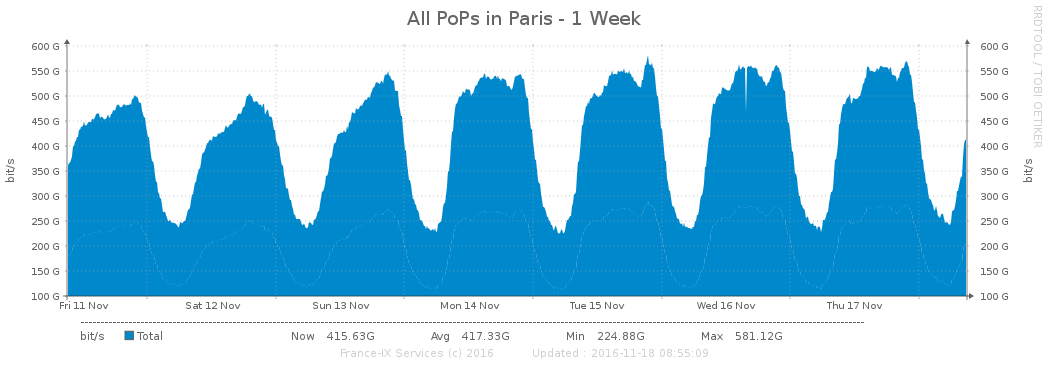 All PoPs in Paris - 1 Week
RRDTOOL / TOBI OETIKER
bit/s
600 G
550 G
500 G
450 G
400 G
350 G
300 G
250 G
200 G
150 G
100 G
600 G
550 G
500 G
450 G
400 G
350 G
300 G
250 G
200 G
150 G
100 G
bit/s
Fri 11 Nov Sat 12 Nov Sun 13 Nov Mon 14 Nov Tue 15 Nov Wed 16 Nov Thu 17 Nov
bit/s Total Now 415.63G Avg 417.33G Min 224.88G Max 581.12G
France-IX Services (c) 2016 Updated : 2016-11-18 08:55:09